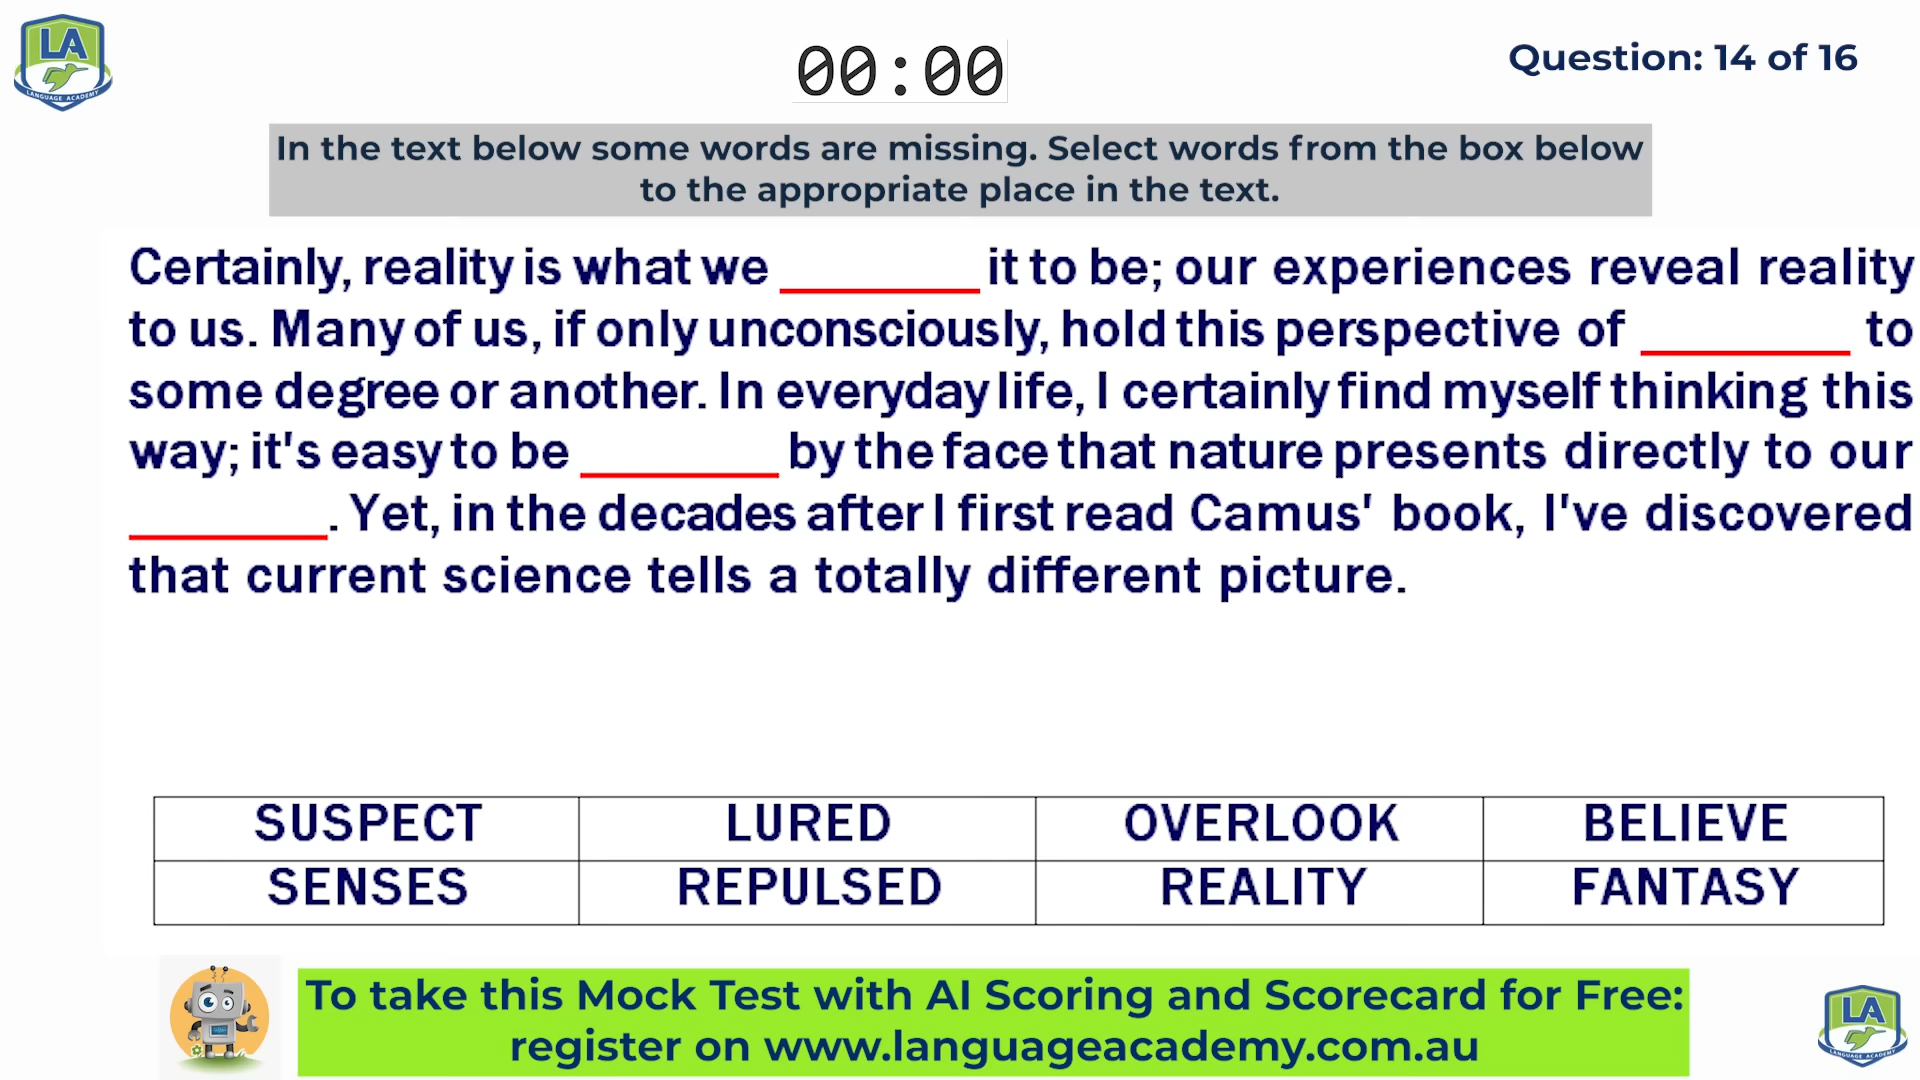 LA
LANGUAGE ACADEMY
00:00
Question: 14 of 16
In the text below some words are missing. Select words from the box below
to the appropriate place in the text.
Certainly, reality is what we ________ it to be; our experiences reveal reality
to us. Many of us, if only unconsciously, hold this perspective of ________ to
some degree or another. In everyday life, I certainly find myself thinking this
way; it's easy to be ________ by the face that nature presents directly to our
________. Yet, in the decades after I first read Camus' book, I've discovered
that current science tells a totally different picture.
SUSPECT LURED OVERLOOK BELIEVE
SENSES REPULSED REALITY FANTASY
To take this Mock Test with AI Scoring and Scorecard for Free:
register on www.languageacademy.com.au
LA
LANGUAGE ACADEMY